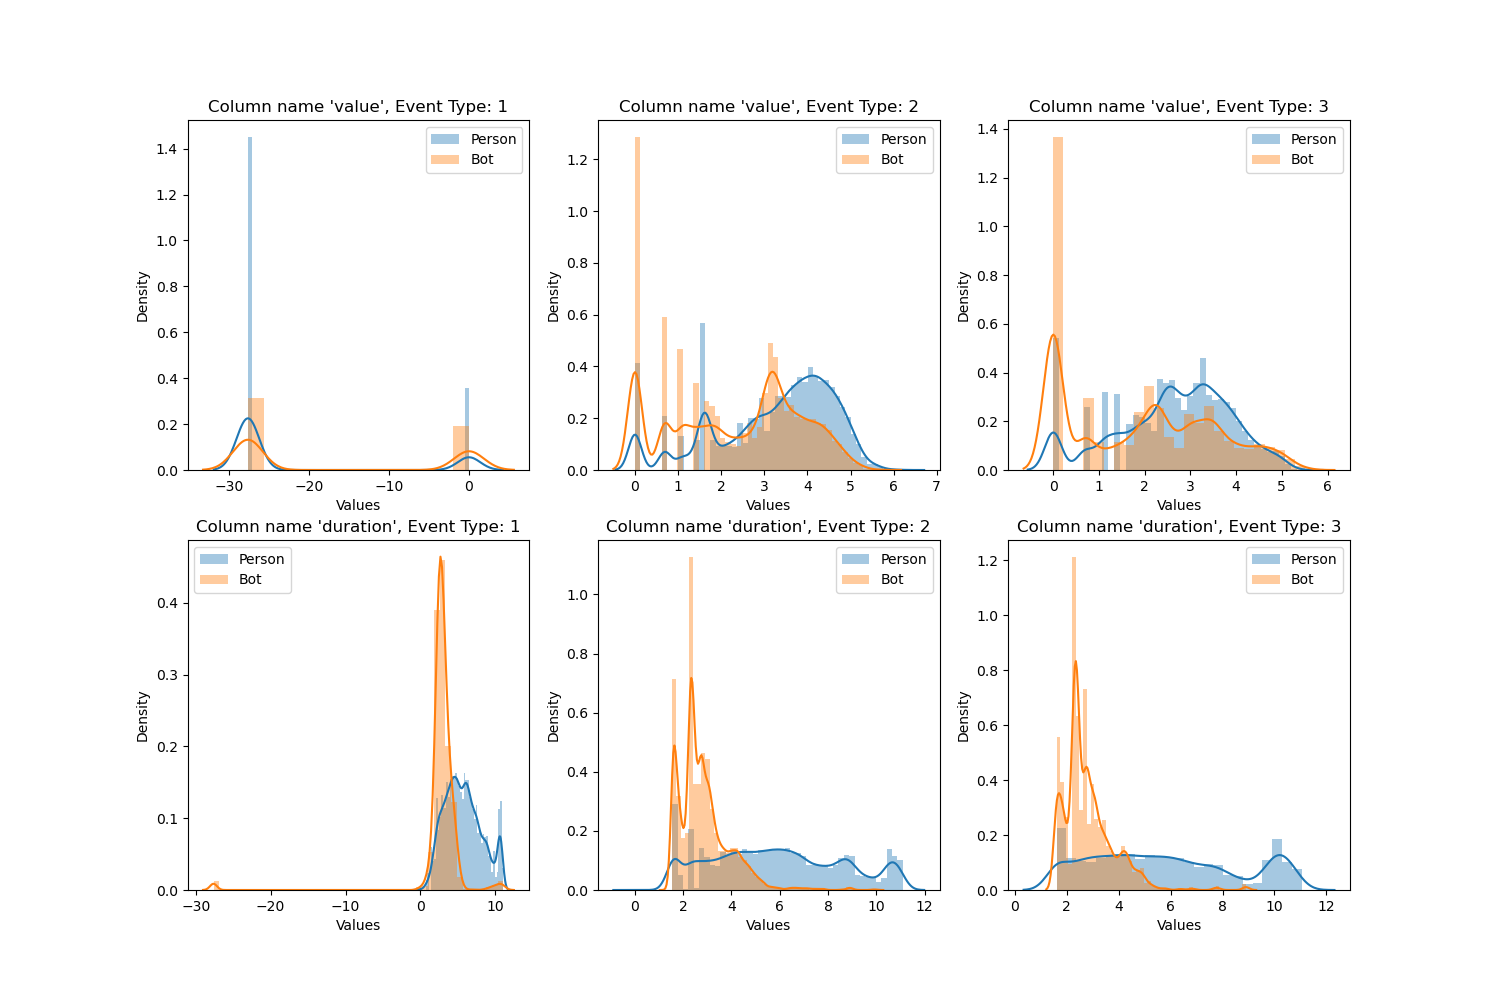 Column name 'value', Event Type: 1
Column name 'value', Event Type: 2
Column name 'value', Event Type: 3
Person
Bot
Person
Bot
Person
Bot
Density
Density
Density
1.4
1.2
1.0
0.8
0.6
0.4
0.2
0.0
1.2
1.0
0.8
0.6
0.4
0.2
0.0
1.4
1.2
1.0
0.8
0.6
0.4
0.2
0.0
−30 −20 −10 0
0 1 2 3 4 5 6 7
0 1 2 3 4 5 6
Values
Values
Values
Column name 'duration', Event Type: 1
Column name 'duration', Event Type: 2
Column name 'duration', Event Type: 3
Person
Bot
Person
Bot
Person
Bot
Density
Density
Density
0.4
0.3
0.2
0.1
0.0
1.0
0.8
0.6
0.4
0.2
0.0
1.2
1.0
0.8
0.6
0.4
0.2
0.0
−30 −20 −10 0 10
0 2 4 6 8 10 12
0 2 4 6 8 10 12
Values
Values
Values